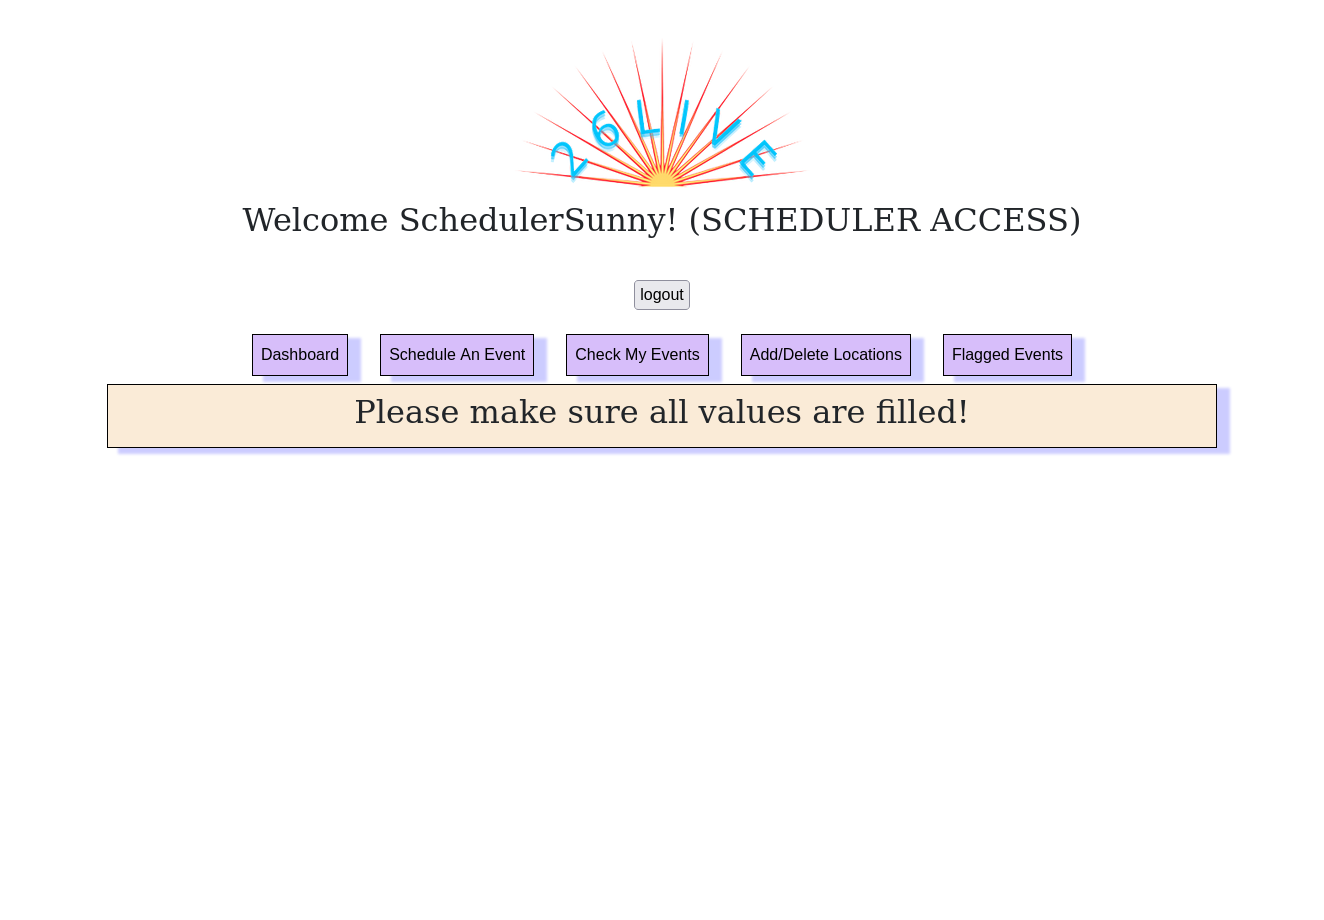 26LIVE
Welcome SchedulerSunny! (SCHEDULER ACCESS)
logout
Dashboard Schedule An Event Check My Events Add/Delete Locations Flagged Events
Please make sure all values are filled!